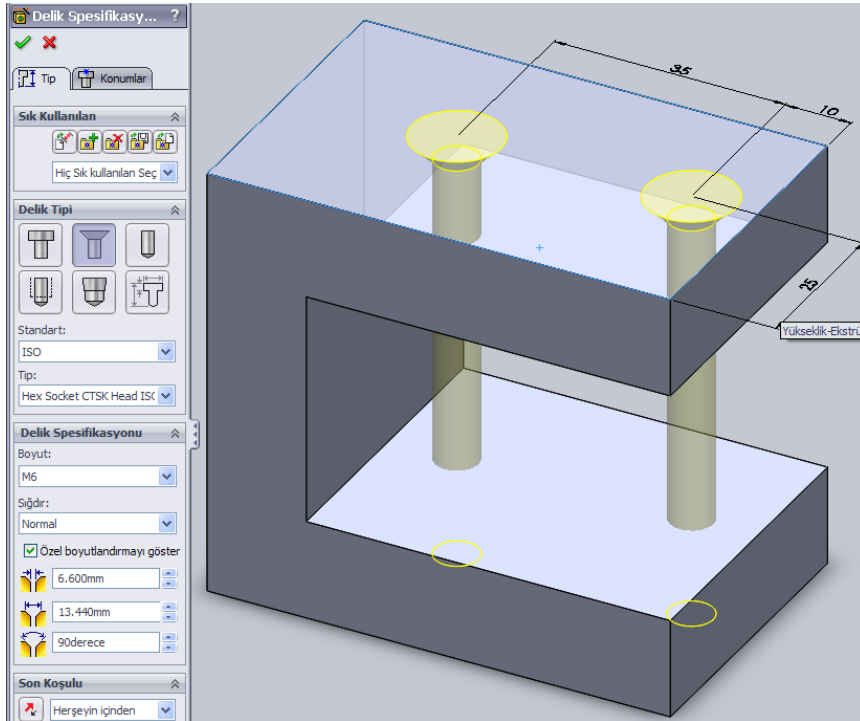 Delik Spesifikasy... ?
Tip
Konumlar
Sık Kullanılan
Hiç Sık kullanılan Seç
Delik Tipi
Standart:
ISO
Tip:
Hex Socket CTSK Head IS(
Delik Spesifikasyonu
Boyut:
M6
Sığdır:
Normal
Özel boyutlandırmayı göster
6.600mm
13.440mm
90derece
Son Koşulu
Herşeyin içinden
35
10
25
Yükseklik-Ekstrü